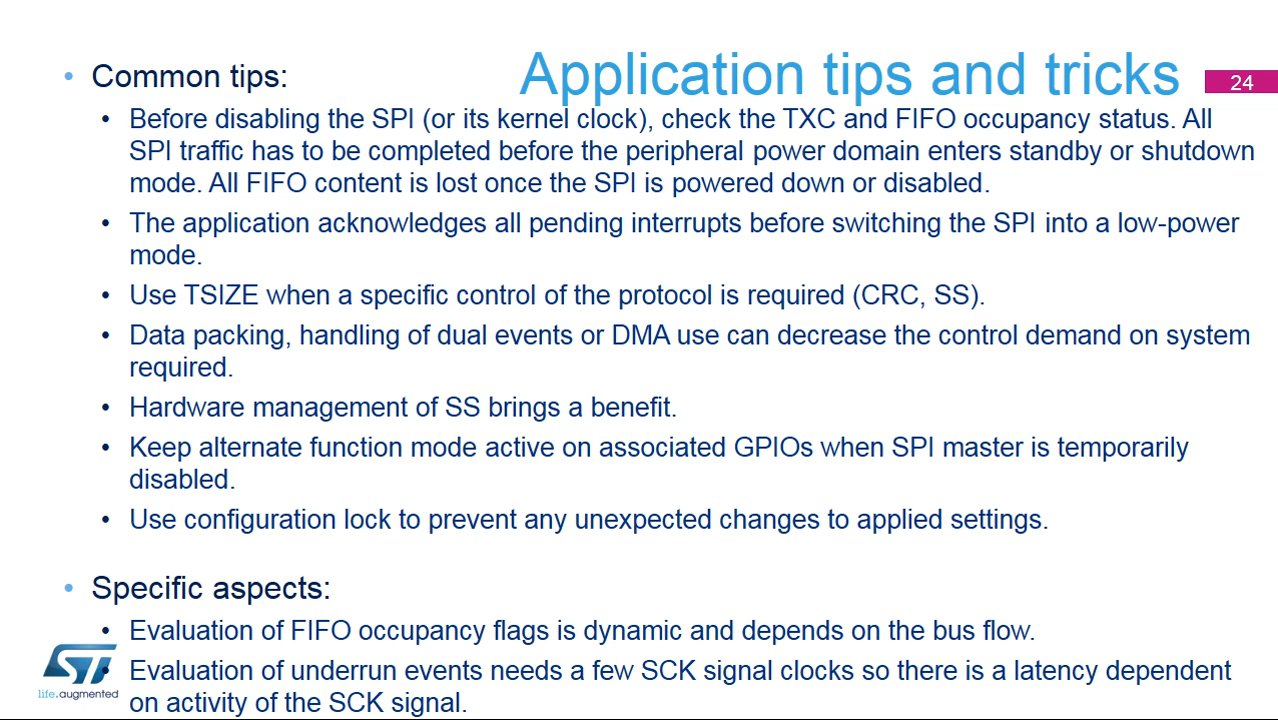 Application tips and tricks
24
• Common tips:
• Before disabling the SPI (or its kernel clock), check the TXC and FIFO occupancy status. All
SPI traffic has to be completed before the peripheral power domain enters standby or shutdown
mode. All FIFO content is lost once the SPI is powered down or disabled.
• The application acknowledges all pending interrupts before switching the SPI into a low-power
mode.
• Use TSIZE when a specific control of the protocol is required (CRC, SS).
• Data packing, handling of dual events or DMA use can decrease the control demand on system
required.
• Hardware management of SS brings a benefit.
• Keep alternate function mode active on associated GPIOs when SPI master is temporarily
disabled.
• Use configuration lock to prevent any unexpected changes to applied settings.
• Specific aspects:
• Evaluation of FIFO occupancy flags is dynamic and depends on the bus flow.
• Evaluation of underrun events needs a few SCK signal clocks so there is a latency dependent
on activity of the SCK signal.
ST
life.augmented